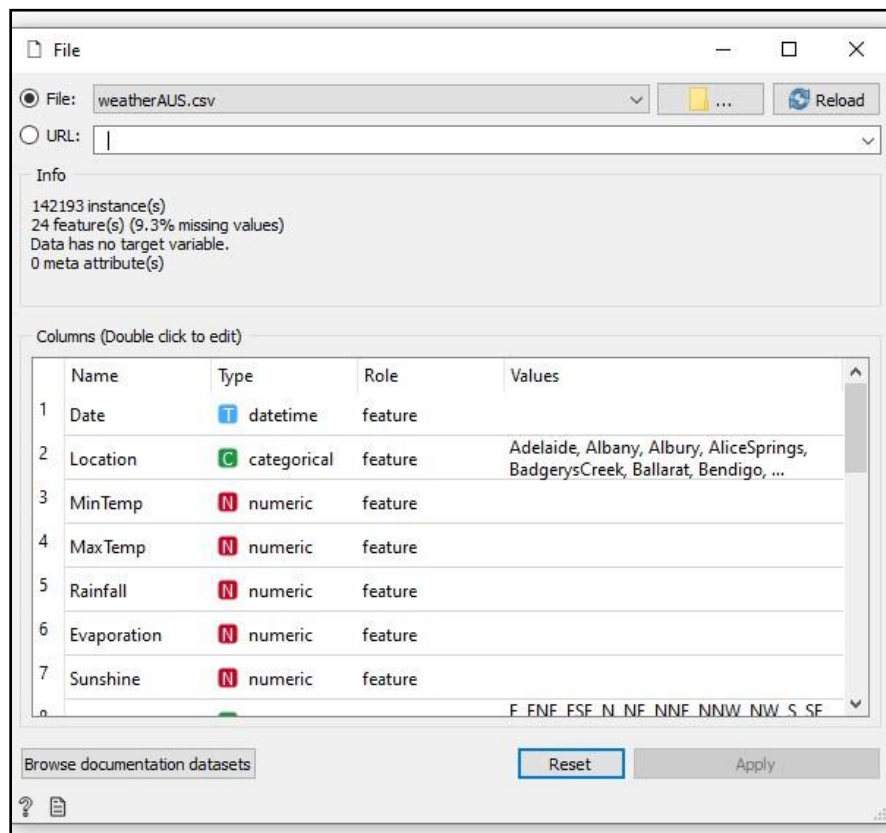 File
File: weatherAUS.csv ... Reload
URL:
Info
142193 instance(s)
24 feature(s) (9.3% missing values)
Data has no target variable.
0 meta attribute(s)
Columns (Double click to edit)
Name Type Role Values
1 Date T datetime feature
2 Location C categorical feature Adelaide, Albany, Albury, AliceSprings,
BadgerysCreek, Ballarat, Bendigo, ...
3 MinTemp N numeric feature
4 MaxTemp N numeric feature
5 Rainfall N numeric feature
6 Evaporation N numeric feature
7 Sunshine N numeric feature
Browse documentation datasets Reset Apply
?